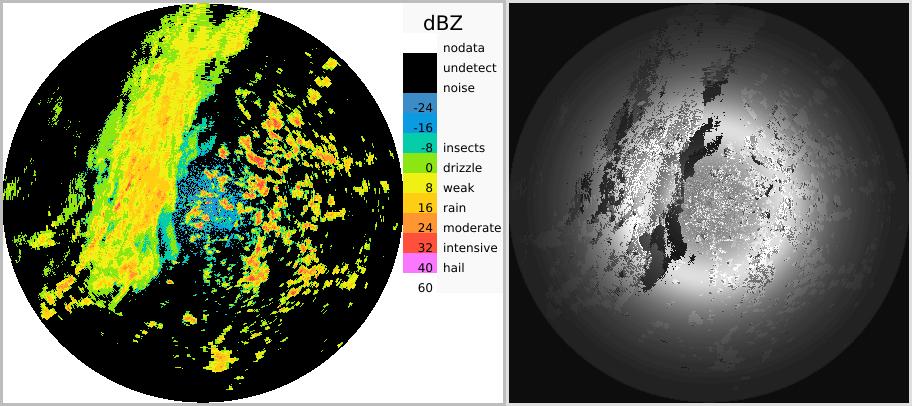 dBZ
nodata
undetect
noise
-24
-16
-8 insects
0 drizzle
8 weak
16 rain
24 moderate
32 intensive
40 hail
60